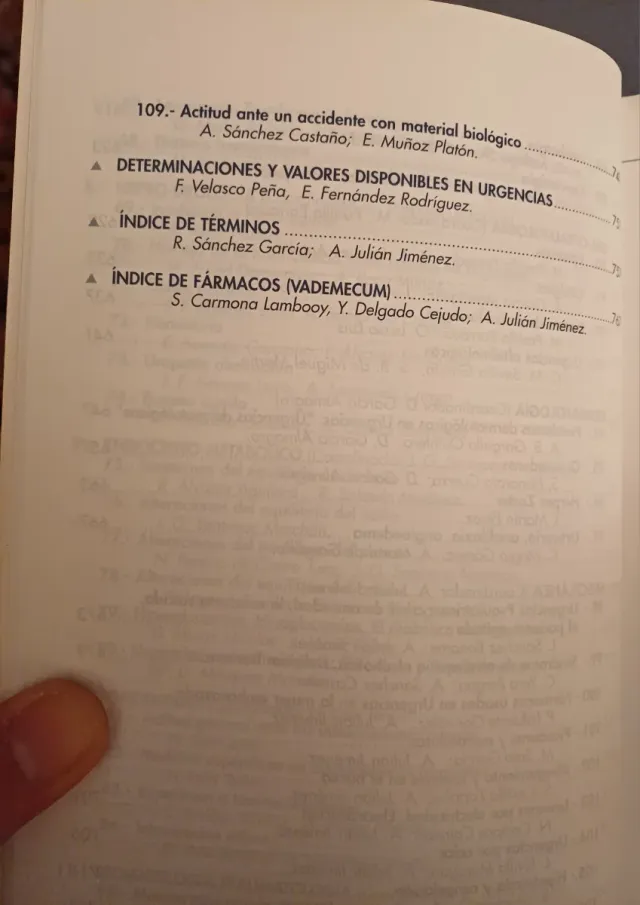 109.- Actitud ante un accidente con material biológico
A. Sánchez Castaño; E. Muñoz Platón.
▲ DETERMINACIONES Y VALORES DISPONIBLES EN URGENCIAS
F. Velasco Peña, E. Fernández Rodríguez.
▲ ÍNDICE DE TÉRMINOS
R. Sánchez García; A. Julián Jiménez.
▲ ÍNDICE DE FÁRMACOS (VADEMECUM)
S. Carmona Lambooy, Y. Delgado Cejudo; A. Julián Jiménez.